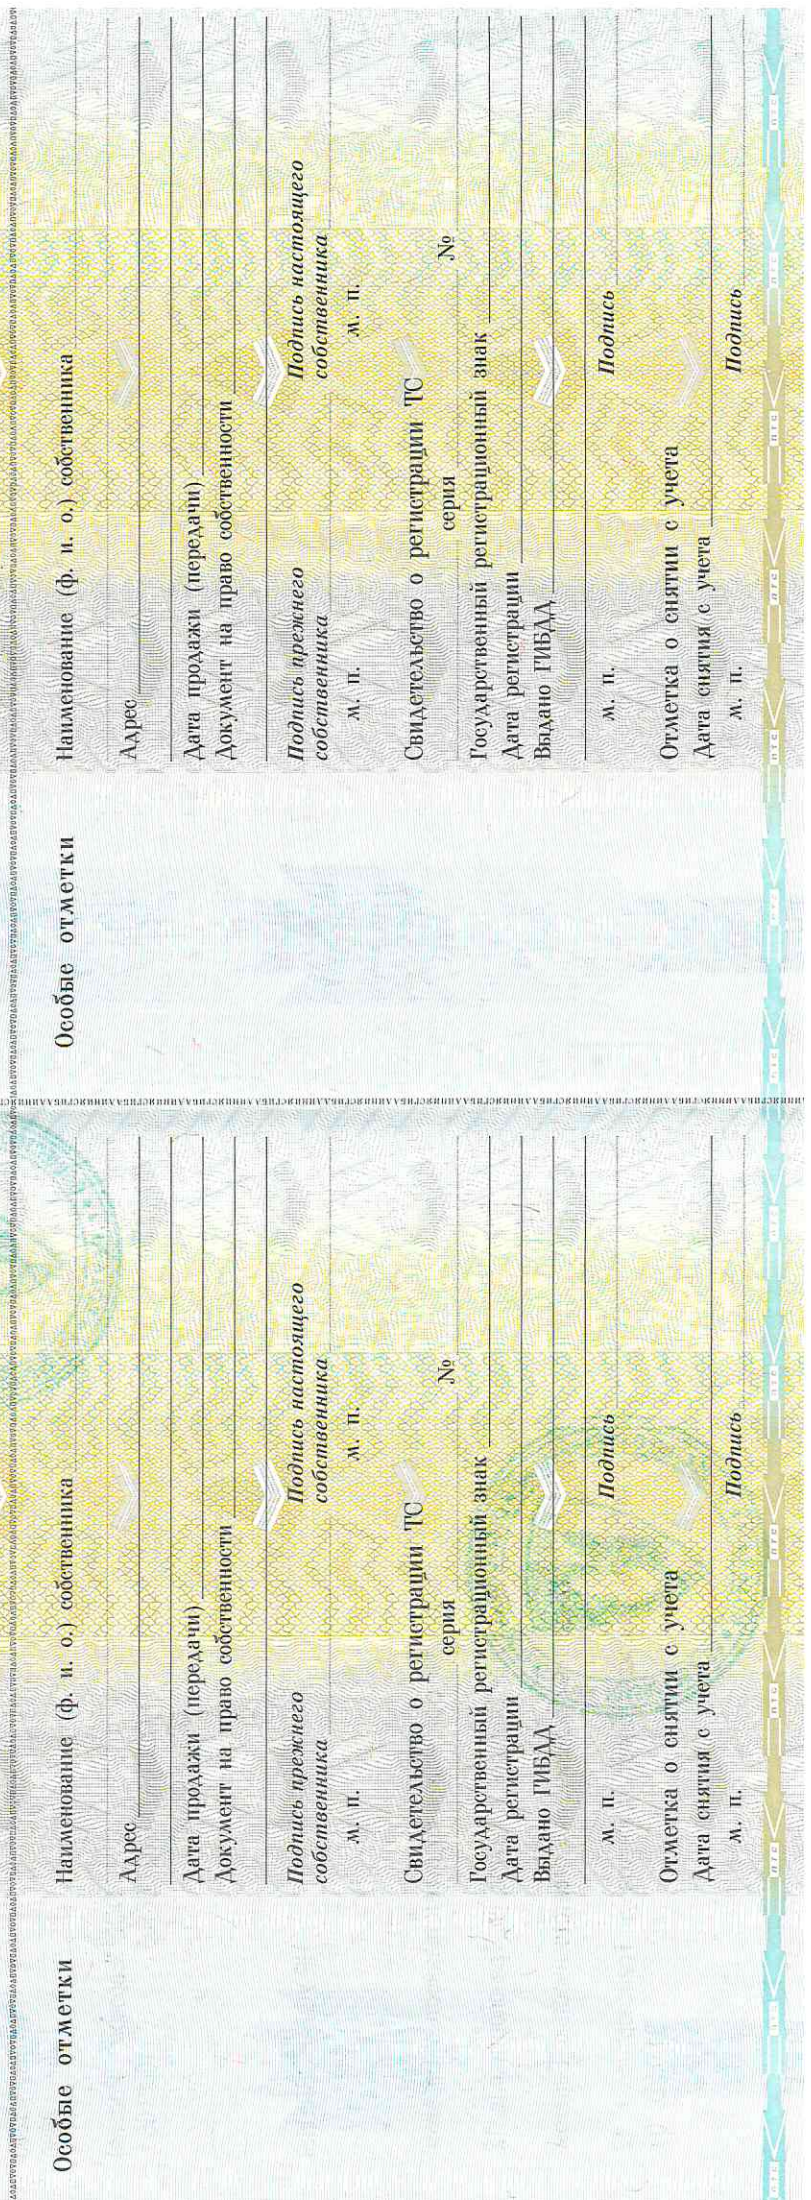 Особые отметки
Наименование (ф. и. о.) собственника
Адрес
Дата продажи (передачи)
Документ на право собственности
Подпись прежнего собственника
Подпись настоящего собственника
м. п.
м. п.
Свидетельство о регистрации ТС
серия №
Государственный регистрационный знак
Дата регистрации
Выдано ГИБДД
м. п. Подпись
Отметка о снятии с учета
Дата снятия с учета
м. п. Подпись
Особые отметки
Наименование (ф. и. о.) собственника
Адрес
Дата продажи (передачи)
Документ на право собственности
Подпись прежнего собственника
Подпись настоящего собственника
м. п.
м. п.
Свидетельство о регистрации ТС
серия №
Государственный регистрационный знак
Дата регистрации
Выдано ГИБДД
м. п. Подпись
Отметка о снятии с учета
Дата снятия с учета
м. п. Подпись